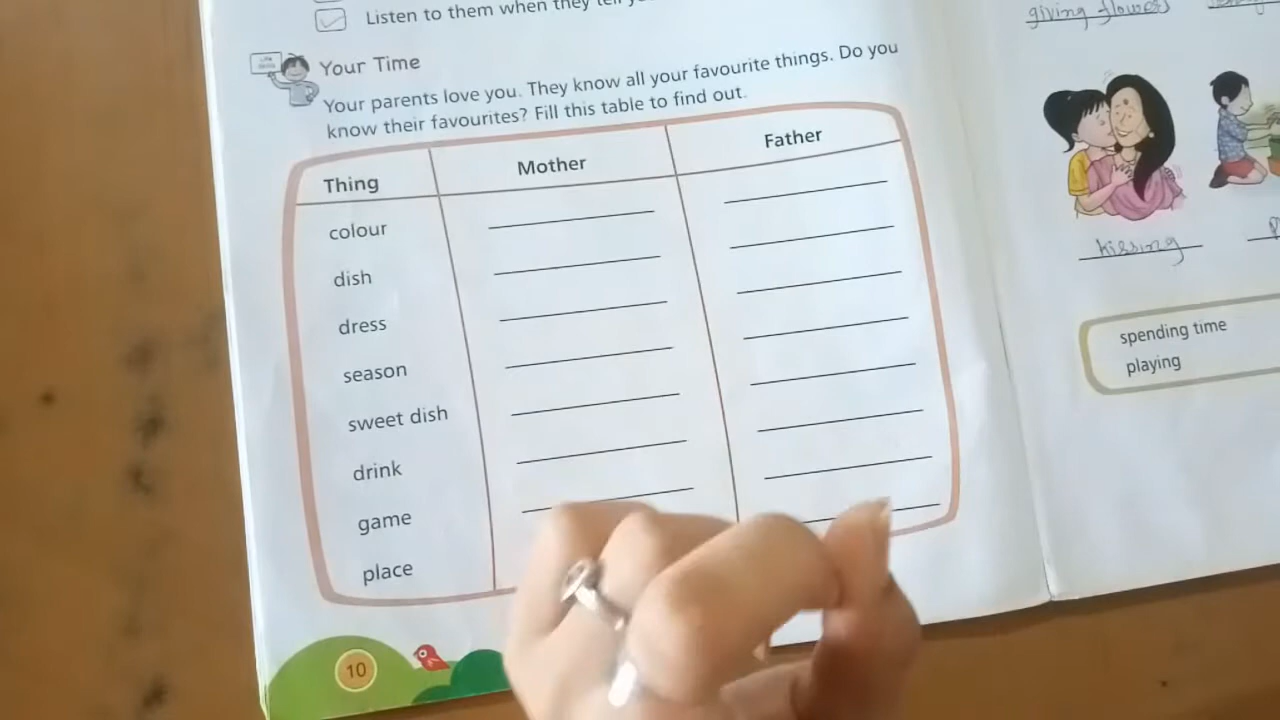 Listen to them when they tell
Life Skills
Your Time
Your parents love you. They know all your favourite things. Do you
know their favourites? Fill this table to find out.
Thing Mother Father
colour
dish
dress
season
sweet dish
drink
game
place
10
giving flowers
kissing
spending time
playing